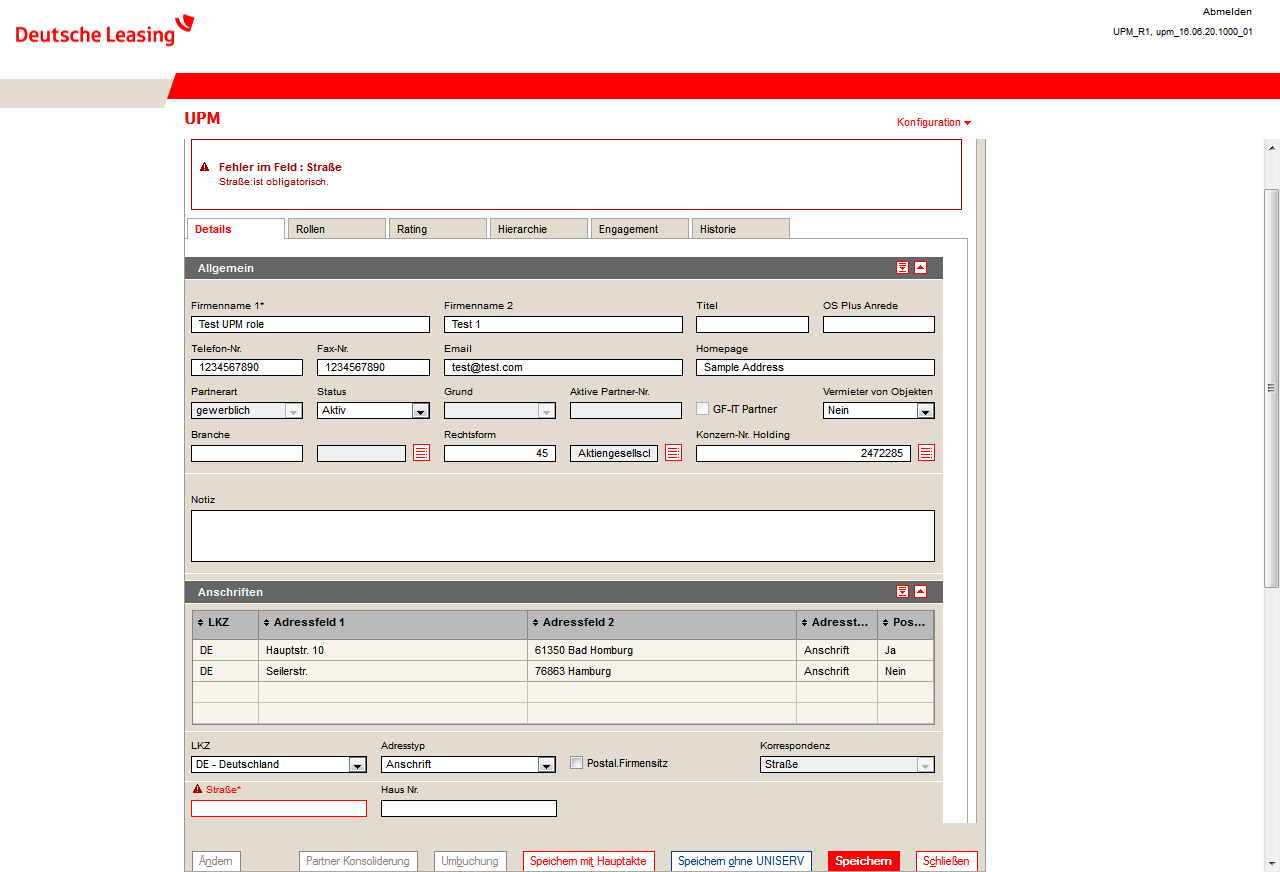 Deutsche Leasing
Abmelden
UPM_R1, upm_16.06.20.1000_01
UPM
Konfiguration
Fehler im Feld : Straße
Straße:ist obligatorisch.
Details Rollen Rating Hierarchie Engagement Historie
Allgemein
Firmenname 1* Firmenname 2 Titel OS Plus Anrede
Test UPM role Test 1
Telefon-Nr. Fax-Nr. Email Homepage
1234567890 1234567890 test@test.com Sample Address
Partnerart Status Grund Aktive Partner-Nr. Vermieter von Objekten
gewerblich Aktiv GF-IT Partner Nein
Branche Rechtsform Konzern-Nr. Holding
45 Aktiengesellscl 2472285
Notiz
Anschriften
LKZ Adressfeld 1 Adressfeld 2 Adresst... Pos...
DE Hauptstr. 10 61350 Bad Homburg Anschrift Ja
DE Seilerstr. 76863 Hamburg Anschrift Nein
LKZ Adresstyp Korrespondenz
DE - Deutschland Anschrift Postal.Firmensitz Straße
Straße* Haus Nr.
Ändern Partner Konsolidierung Umbuchung Speichern mit Hauptakte Speichern ohne UNISERV Speichern Schließen